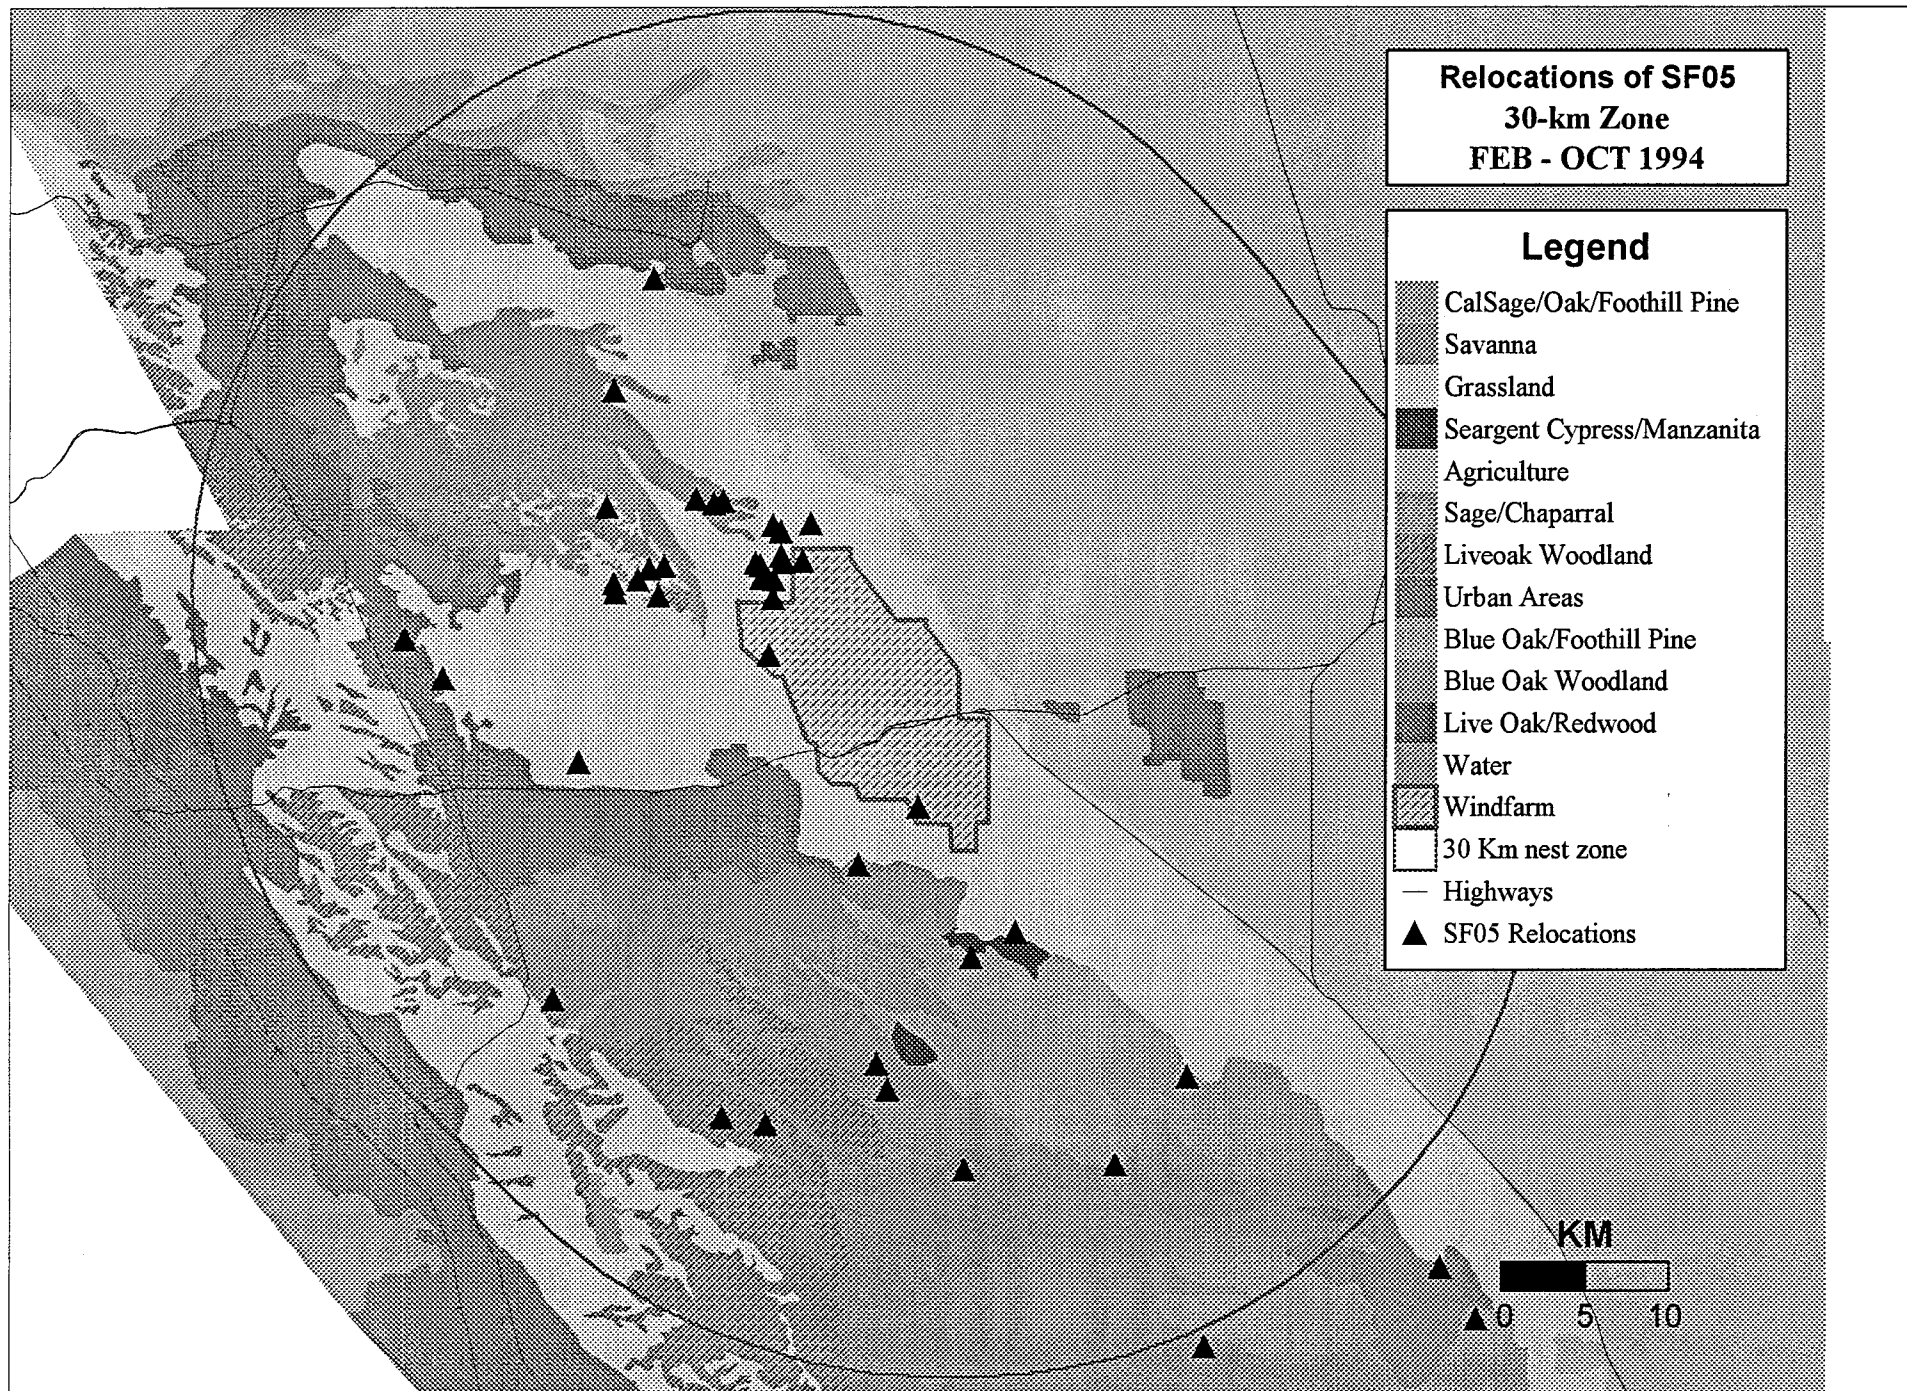 Relocations of SF05
30-km Zone
FEB - OCT 1994
Legend
CalSage/Oak/Foothill Pine
Savanna
Grassland
Seargent Cypress/Manzanita
Agriculture
Sage/Chaparral
Liveoak Woodland
Urban Areas
Blue Oak/Foothill Pine
Blue Oak Woodland
Live Oak/Redwood
Water
Windfarm
30 Km nest zone
Highways
SF05 Relocations
KM
0 5 10